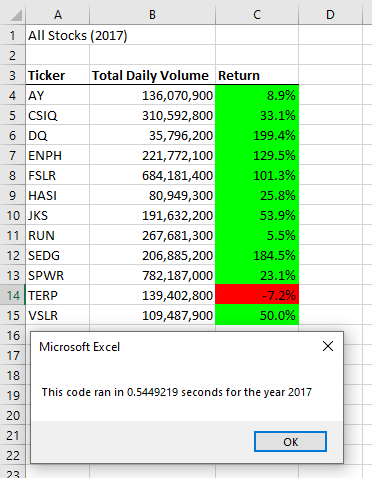 A B C D
1 All Stocks (2017)
2
3 Ticker Total Daily Volume Return
4 AY 136,070,900 8.9%
5 CSIQ 310,592,800 33.1%
6 DQ 35,796,200 199.4%
7 ENPH 221,772,100 129.5%
8 FSLR 684,181,400 101.3%
9 HASI 80,949,300 25.8%
10 JKS 191,632,200 53.9%
11 RUN 267,681,300 5.5%
12 SEDG 206,885,200 184.5%
13 SPWR 782,187,000 23.1%
14 TERP 139,402,800 -7.2%
15 VSLR 109,487,900 50.0%
16
17 Microsoft Excel
18
19 This code ran in 0.5449219 seconds for the year 2017
20
21 OK
22
23